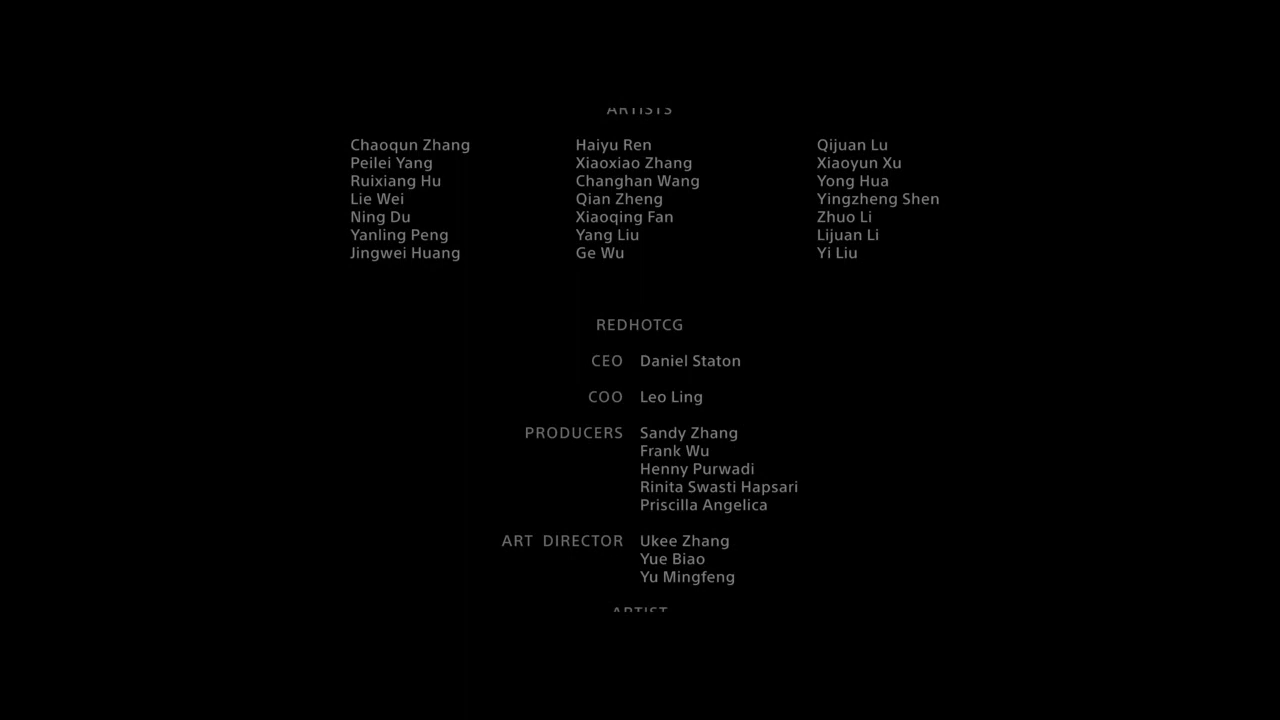 ARTISTS
Chaoqun Zhang Haiyu Ren Qijuan Lu
Peilei Yang Xiaoxiao Zhang Xiaoyun Xu
Ruixiang Hu Changhan Wang Yong Hua
Lie Wei Qian Zheng Yingzheng Shen
Ning Du Xiaoqing Fan Zhuo Li
Yanling Peng Yang Liu Lijuan Li
Jingwei Huang Ge Wu Yi Liu
REDHOTCG
CEO Daniel Staton
COO Leo Ling
PRODUCERS Sandy Zhang
Frank Wu
Henny Purwadi
Rinita Swasti Hapsari
Priscilla Angelica
ART DIRECTOR Ukee Zhang
Yue Biao
Yu Mingfeng
ARTIST